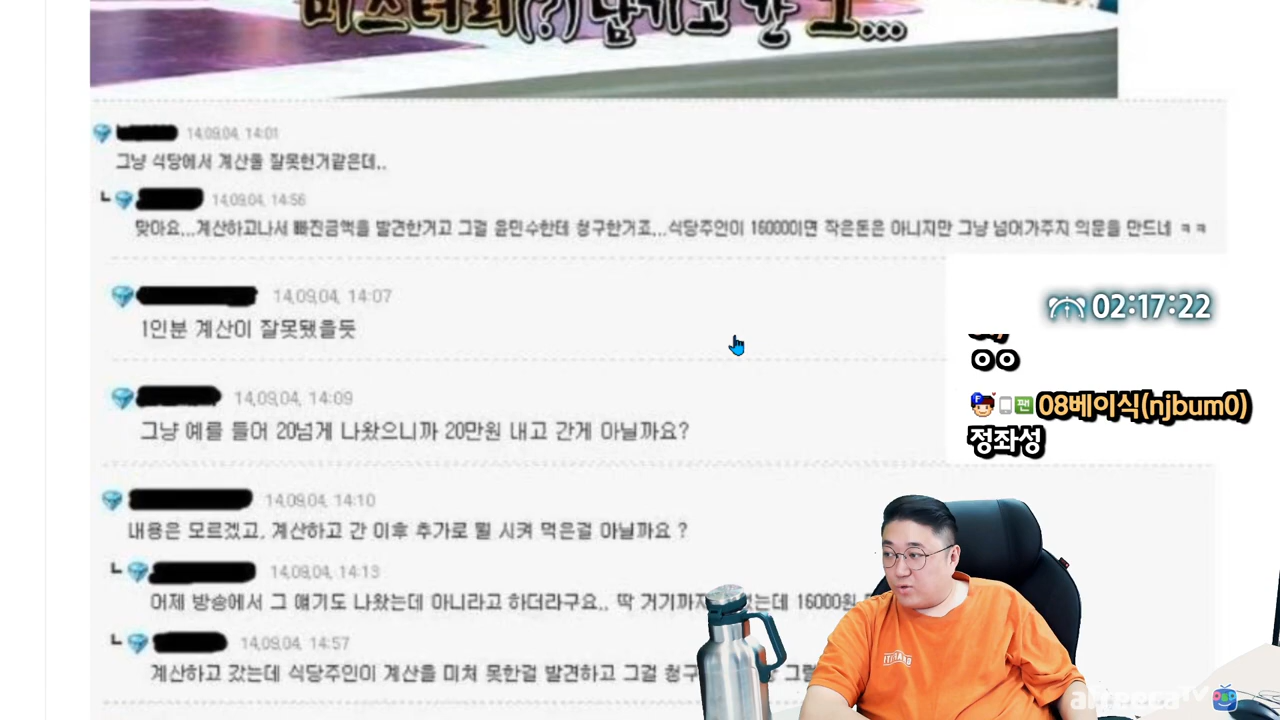 미스터리(?) 남기고 간 그...
14.09.04. 14:01
그냥 식당에서 계산을 잘못한거같은데..
ㄴ 14.09.04. 14:56
맞아요...계산하고나서 빠진금액을 발견한거고 그걸 윤민수한테 청구한거죠...식당주인이 16000이면 작은돈은 아니지만 그냥 넘어가주지 의문을 만드네 ㅋㅋ
14.09.04. 14:07
1인분 계산이 잘못됐을듯
02:17:22
ㅇㅇ
14.09.04. 14:09
08베이식(njbum0)
그냥 예를 들어 20넘게 나왔으니까 20만원 내고 간게 아닐까요?
정좌성
14.09.04. 14:10
내용은 모르겠고, 계산하고 간 이후 추가로 뭘 시켜 먹은걸 아닐까요 ?
ㄴ 14.09.04. 14:13
어제 방송에서 그 얘기도 나왔는데 아니라고 하더라구요.. 딱 거기까지 는데 16000원
ㄴ 14.09.04. 14:57
계산하고 갔는데 식당주인이 계산을 미처 못한걸 발견하고 그걸 청구
afreecaTV